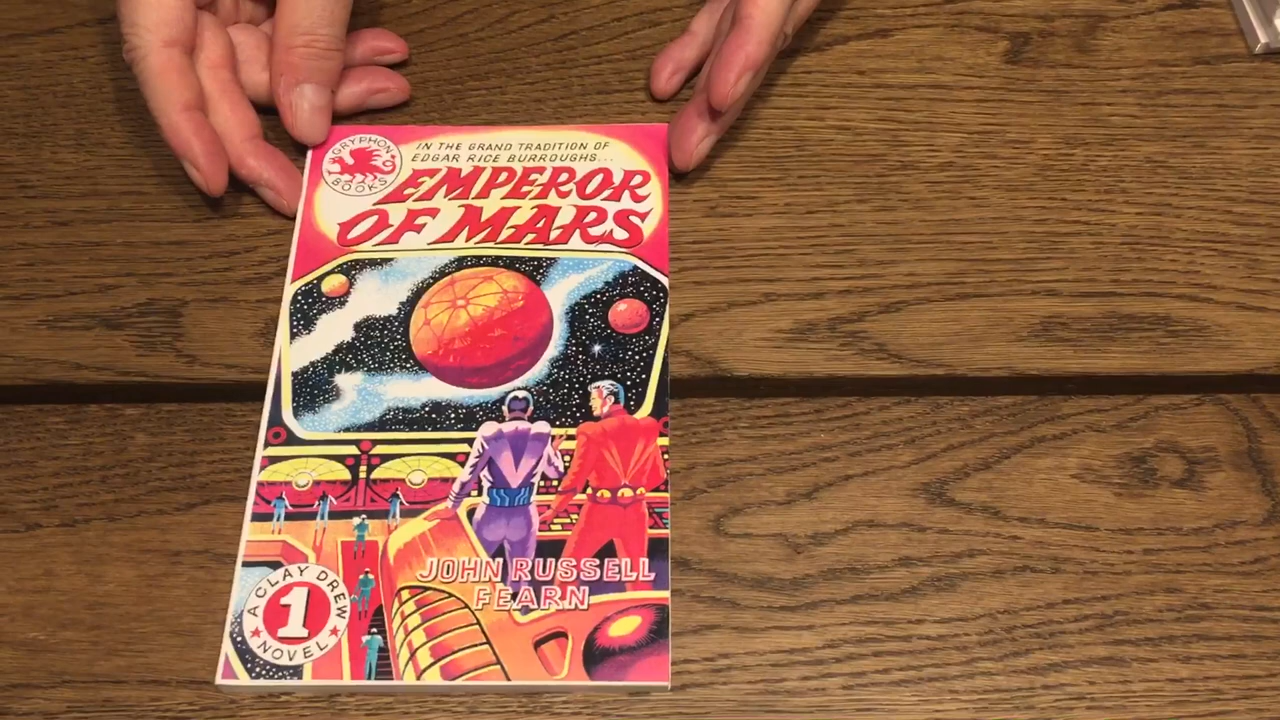 GRYPHON
BOOKS
IN THE GRAND TRADITION OF
EDGAR RICE BURROUGHS...
EMPEROR
OF MARS
JOHN RUSSELL
FEARN
A CLAY DREW
1
NOVEL